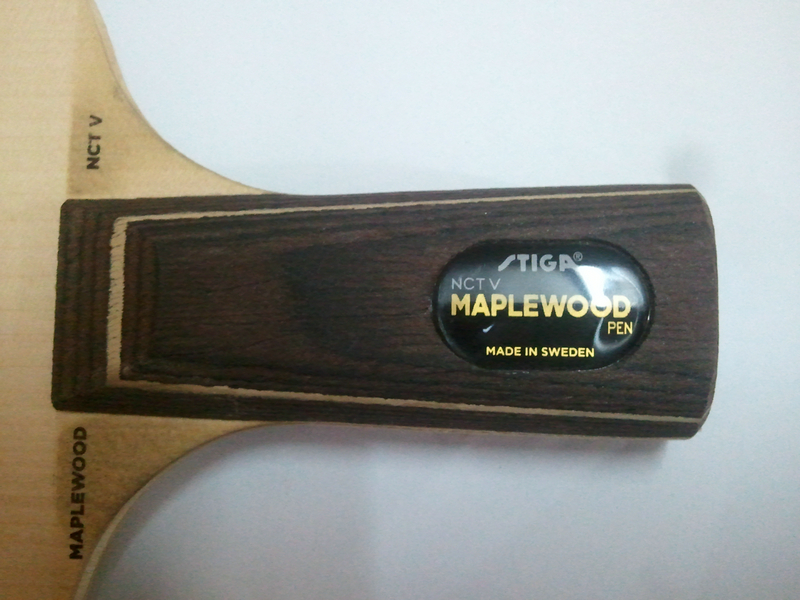 NCT V
MAPLEWOOD
STIGA®
NCT V
MAPLEWOOD
PEN
MADE IN SWEDEN